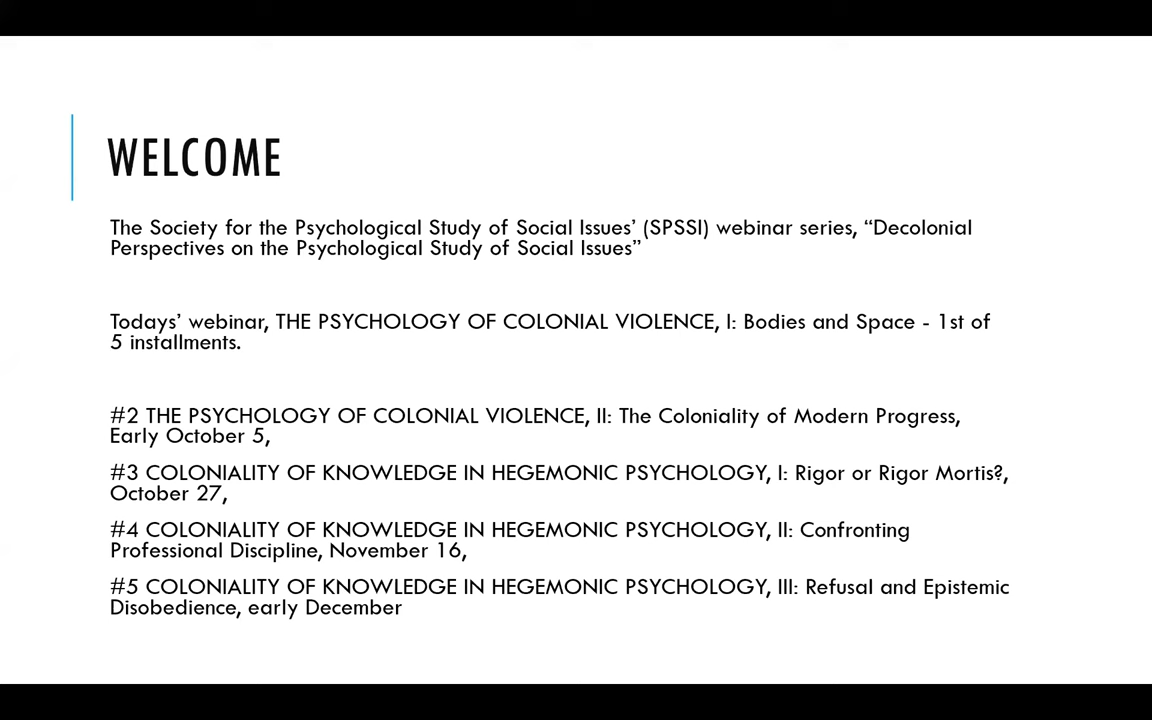 WELCOME
The Society for the Psychological Study of Social Issues’ (SPSSI) webinar series, “Decolonial
Perspectives on the Psychological Study of Social Issues”
Todays’ webinar, THE PSYCHOLOGY OF COLONIAL VIOLENCE, I: Bodies and Space - 1st of
5 installments.
#2 THE PSYCHOLOGY OF COLONIAL VIOLENCE, II: The Coloniality of Modern Progress,
Early October 5,
#3 COLONIALITY OF KNOWLEDGE IN HEGEMONIC PSYCHOLOGY, I: Rigor or Rigor Mortis?,
October 27,
#4 COLONIALITY OF KNOWLEDGE IN HEGEMONIC PSYCHOLOGY, II: Confronting
Professional Discipline, November 16,
#5 COLONIALITY OF KNOWLEDGE IN HEGEMONIC PSYCHOLOGY, III: Refusal and Epistemic
Disobedience, early December